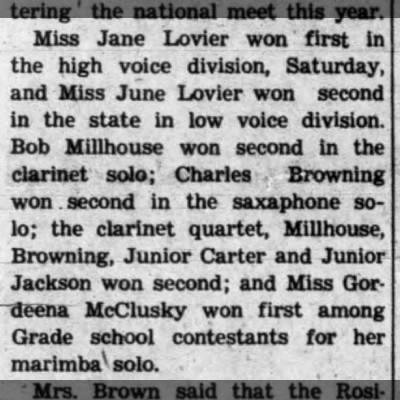 tering the national meet this year.
Miss Jane Lovier won first in
the high voice division, Saturday,
and Miss June Lovier won second
in the state in low voice division.
Bob Millhouse won second in the
clarinet solo; Charles Browning
won second in the saxaphone so-
lo; the clarinet quartet, Millhouse,
Browning, Junior Carter and Junior
Jackson won second; and Miss Gor-
deena McClusky won first among
Grade school contestants for her
marimba solo.
Mrs. Brown said that the Rosi-